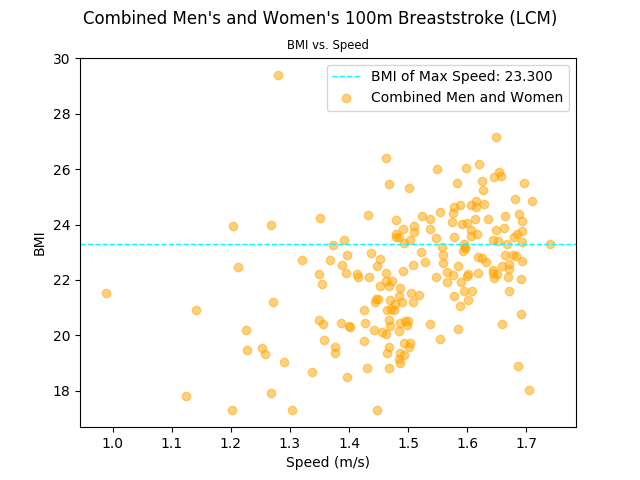 Combined Men's and Women's 100m Breaststroke (LCM)
BMI vs. Speed
BMI of Max Speed: 23.300
Combined Men and Women
30
28
26
24
22
20
18
BMI
1.0 1.1 1.2 1.3 1.4 1.5 1.6 1.7
Speed (m/s)